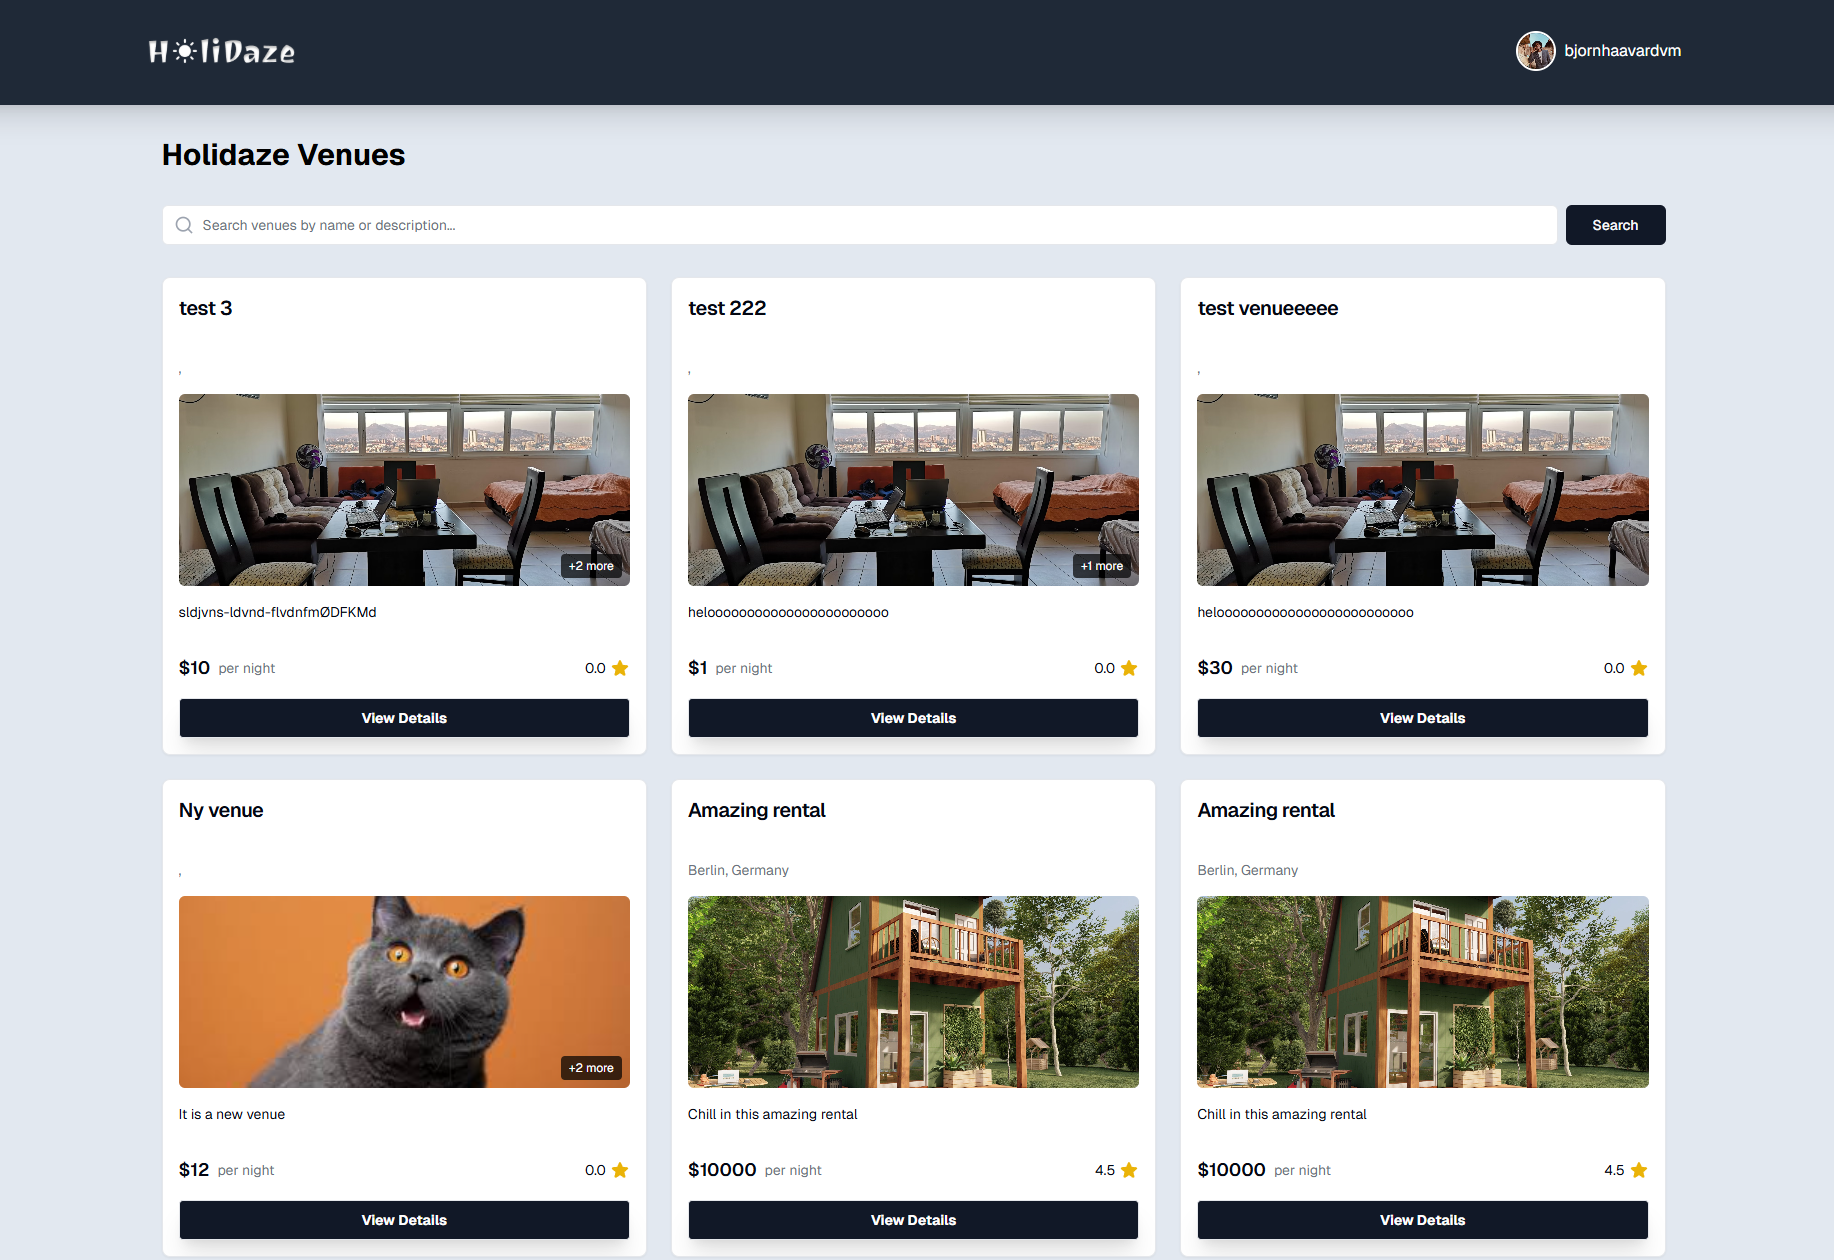 HoliDaze
bjornhaavardvm
Holidaze Venues
Search venues by name or description...
Search
test 3
,
+2 more
sldjvns-ldvnd-flvdnfmØDFKMd
$10 per night
0.0
View Details
test 222
,
+1 more
helooooooooooooooooooooooo
$1 per night
0.0
View Details
test venueeeee
,
helooooooooooooooooooooooooo
$30 per night
0.0
View Details
Ny venue
,
+2 more
It is a new venue
$12 per night
0.0
View Details
Amazing rental
Berlin, Germany
Chill in this amazing rental
$10000 per night
4.5
View Details
Amazing rental
Berlin, Germany
Chill in this amazing rental
$10000 per night
4.5
View Details